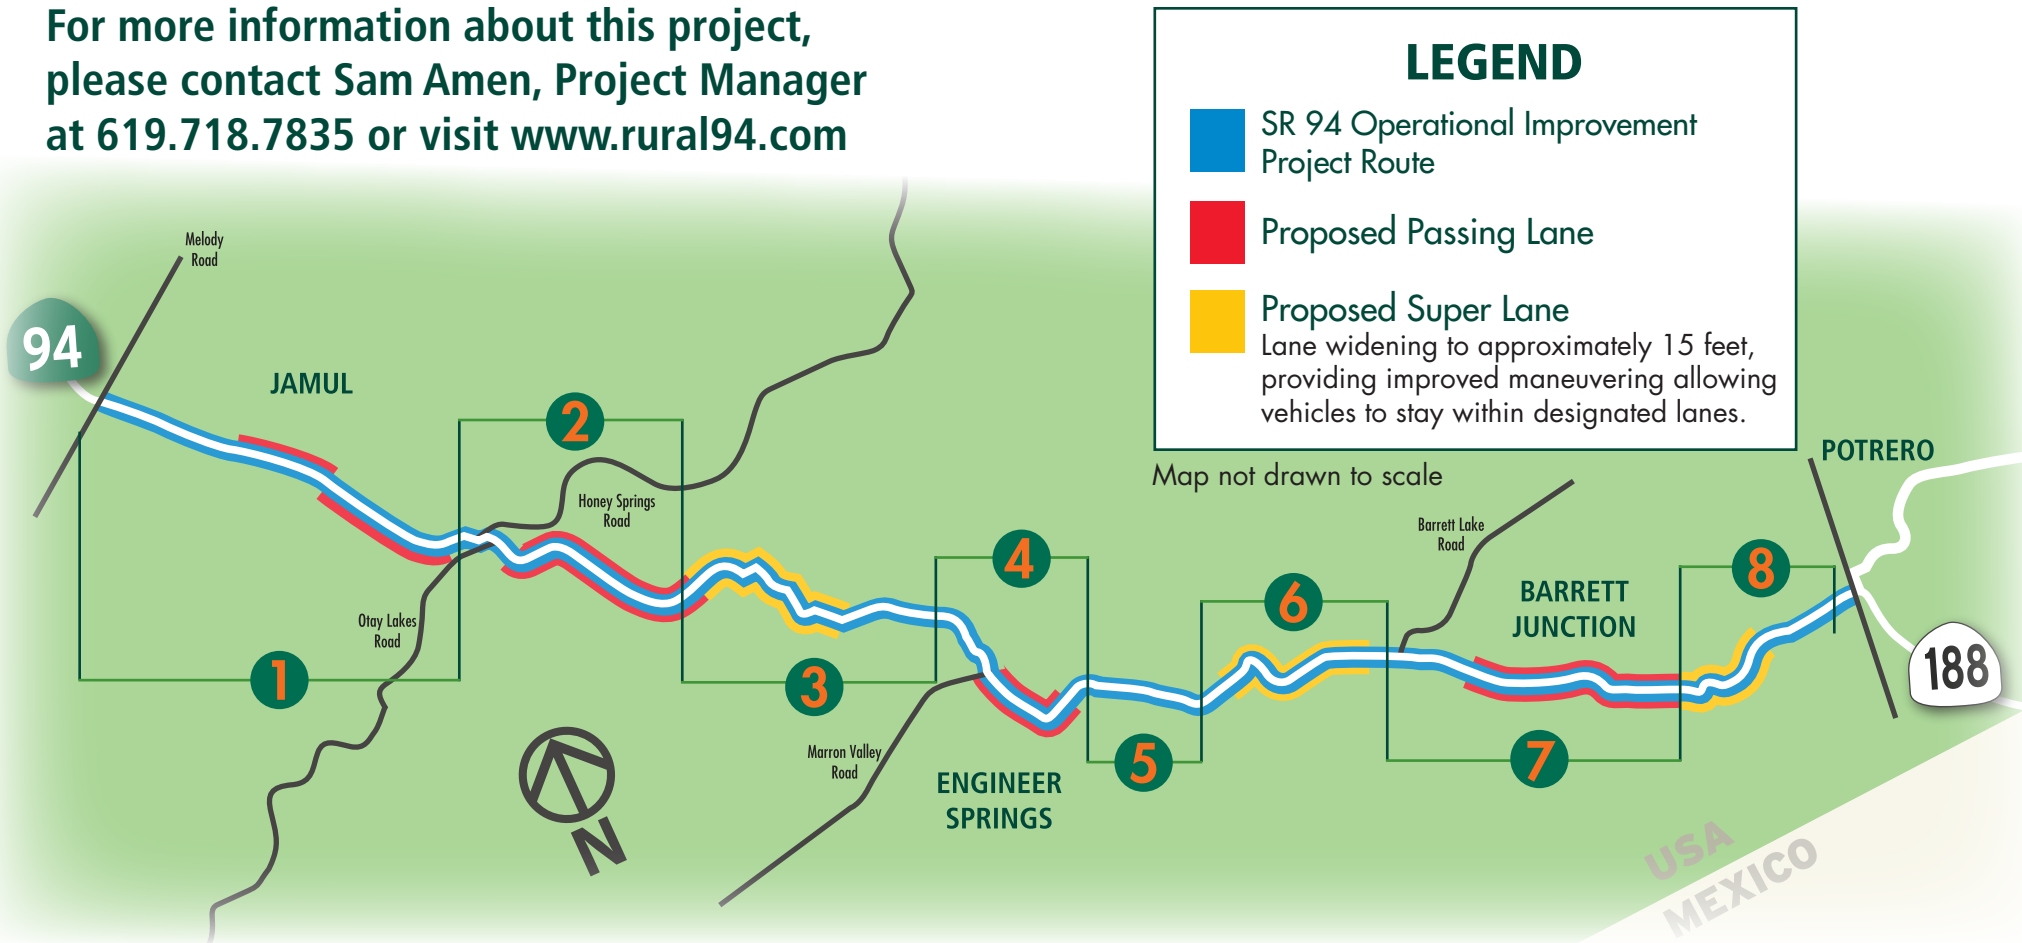 For more information about this project,
please contact Sam Amen, Project Manager
at 619.718.7835 or visit www.rural94.com
LEGEND
SR 94 Operational Improvement
Project Route
Proposed Passing Lane
Proposed Super Lane
Lane widening to approximately 15 feet,
providing improved maneuvering allowing
vehicles to stay within designated lanes.
Map not drawn to scale
Melody
Road
94
JAMUL
2
Honey Springs
Road
Otay Lakes
Road
1
3
4
Marron Valley
Road
ENGINEER
SPRINGS
5
6
Barrett Lake
Road
BARRETT
JUNCTION
7
8
POTRERO
188
N
USA
MEXICO